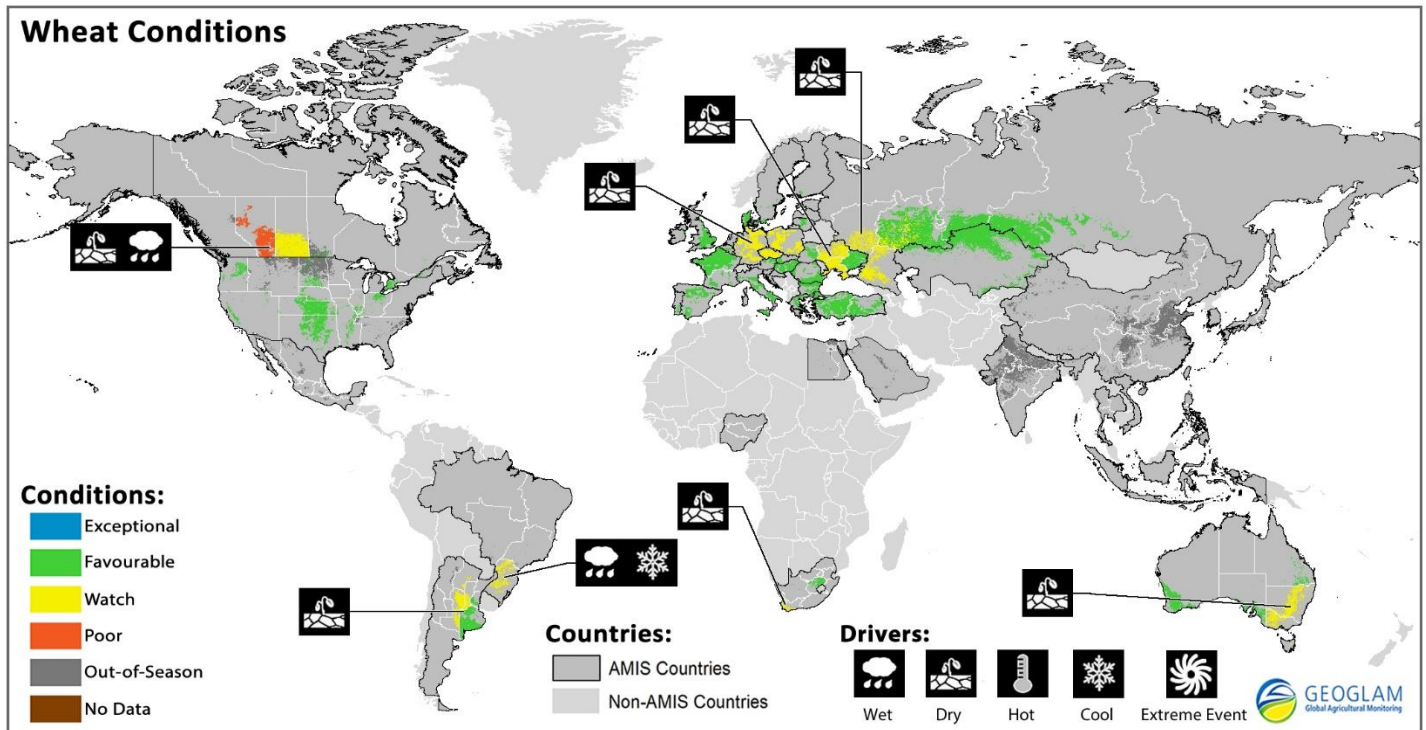 Wheat Conditions
Conditions:
Exceptional
Favourable
Watch
Poor
Out-of-Season
No Data
Countries:
AMIS Countries
Non-AMIS Countries
Drivers:
Wet
Dry
Hot
Cool
Extreme Event
GEOGLAM
Global Agricultural Monitoring